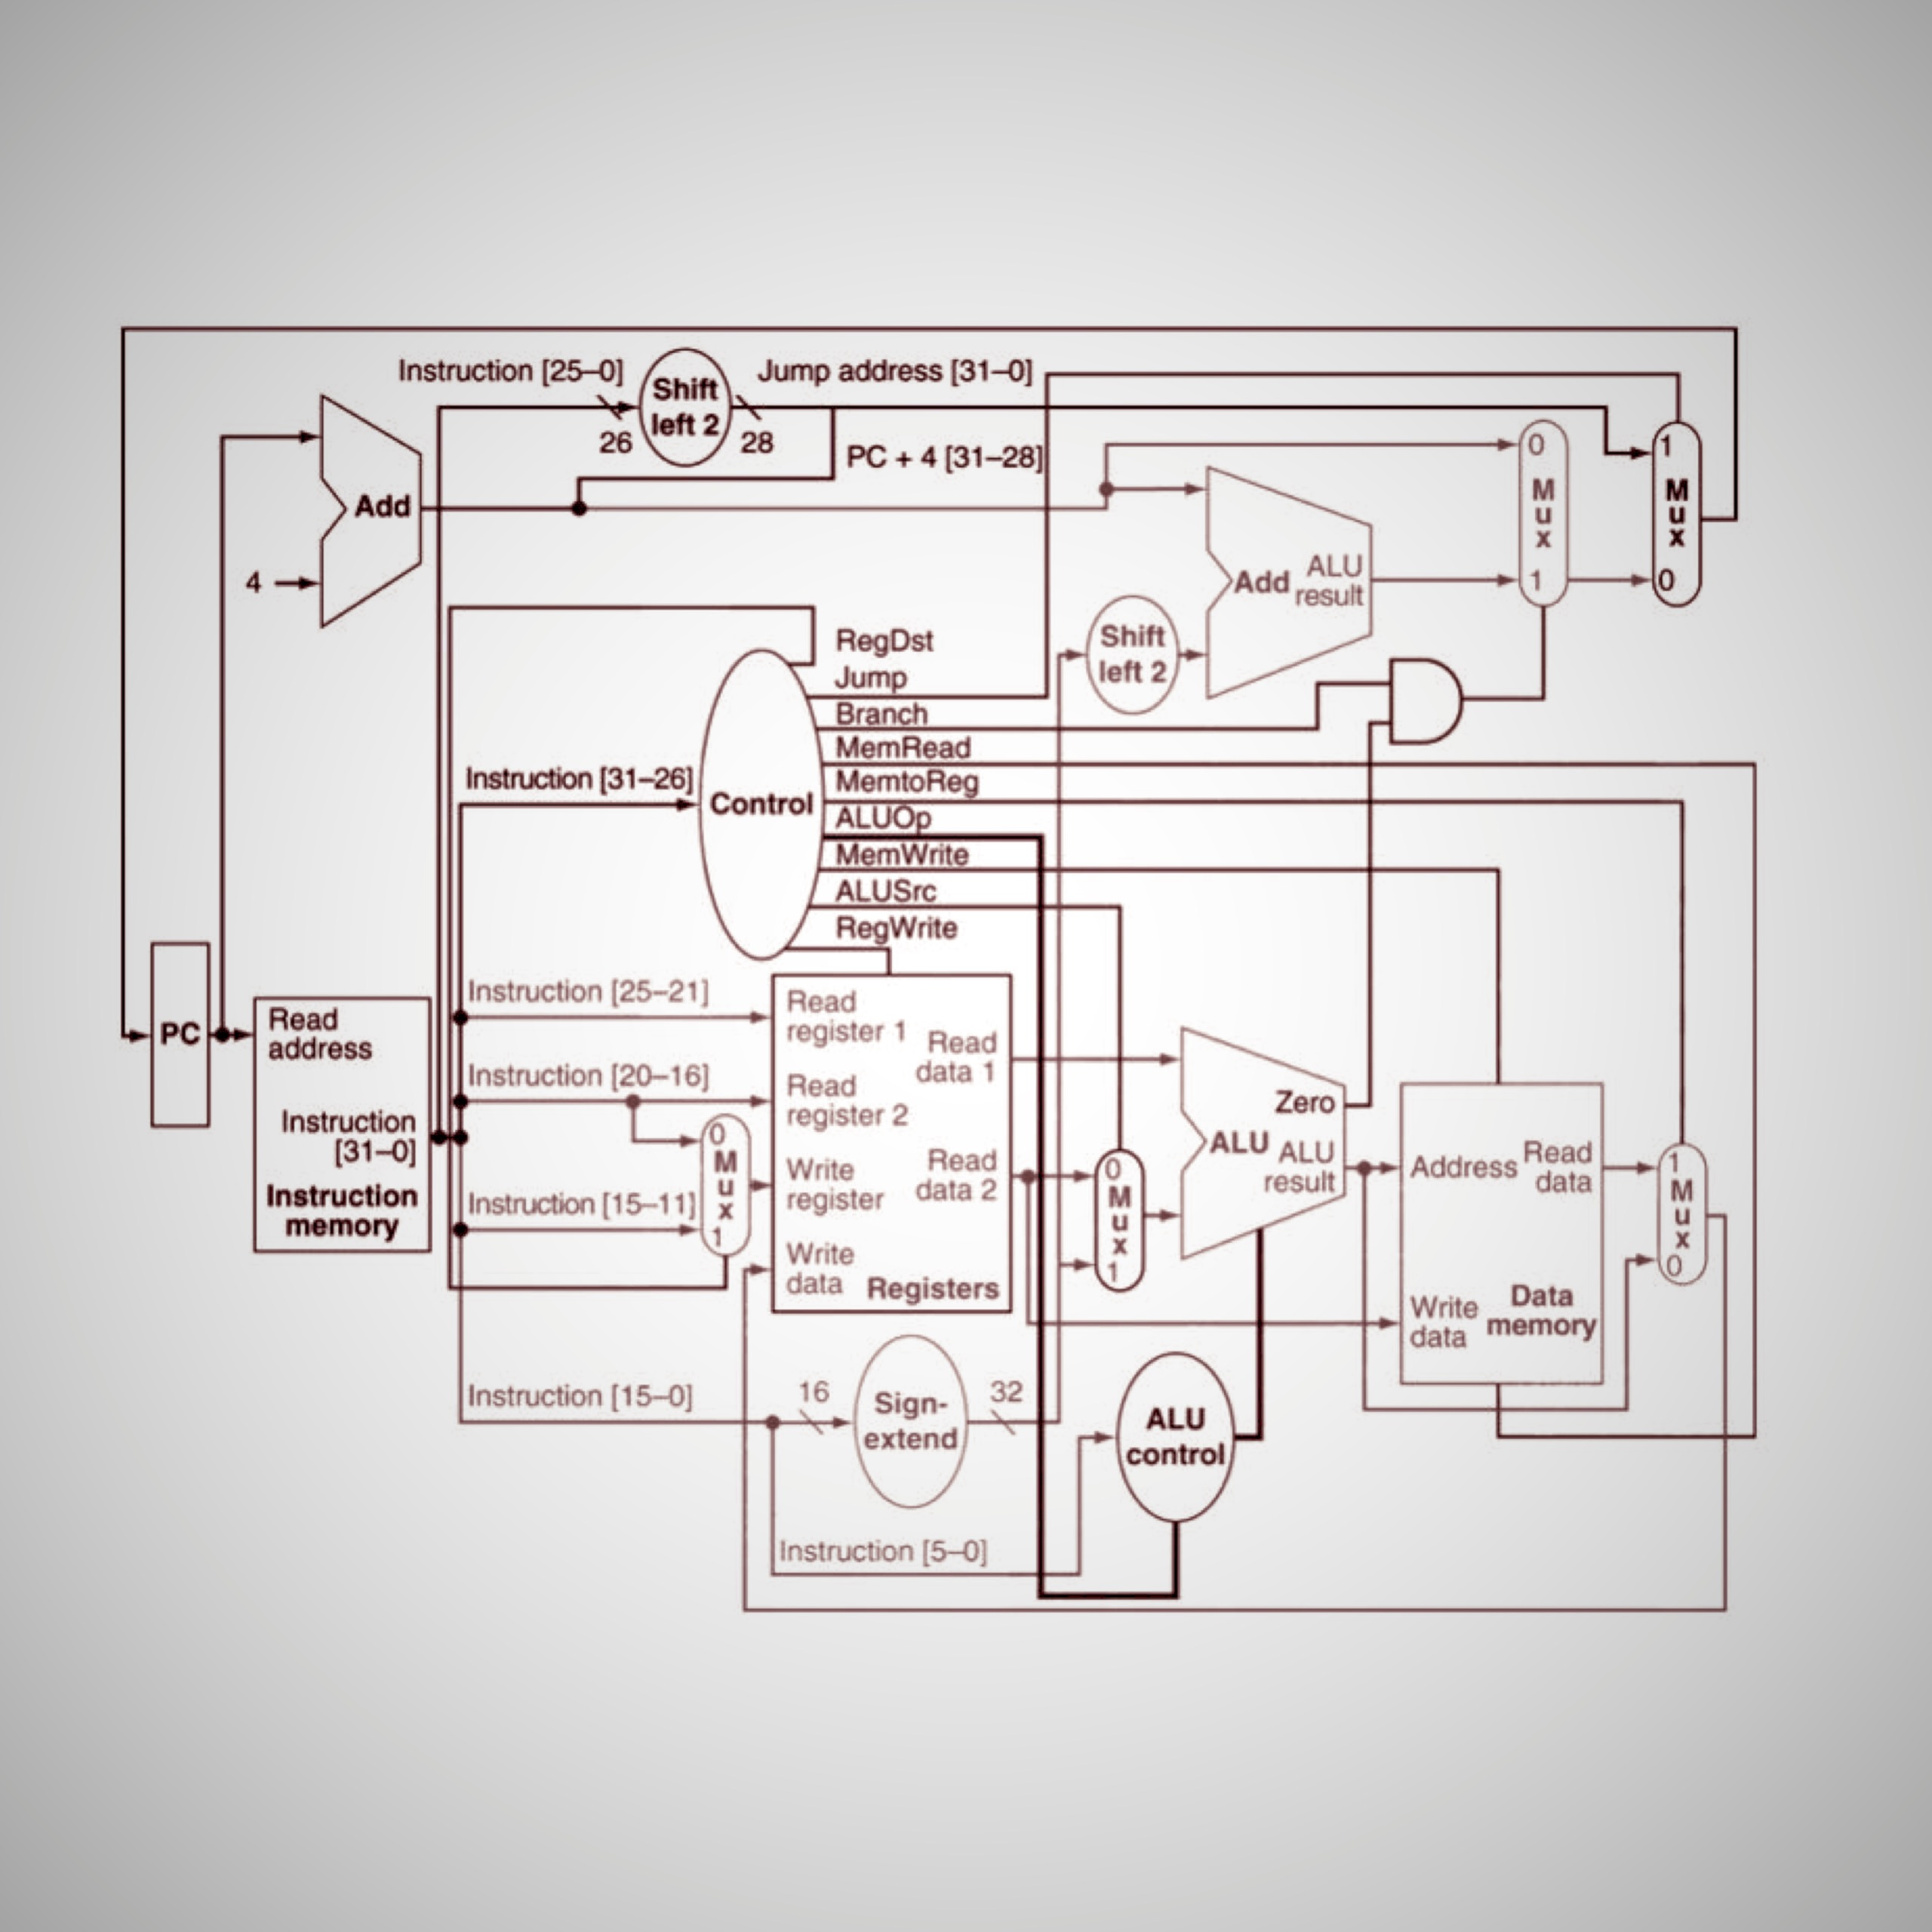 Instruction [25–0]
Shift
left 2
Jump address [31–0]
26
28
PC + 4 [31–28]
Add
4
0
M
u
x
1
1
M
u
x
0
Add
ALU
result
Shift
left 2
RegDst
Jump
Branch
MemRead
MemtoReg
ALUOp
MemWrite
ALUSrc
RegWrite
Instruction [31–26]
Control
PC
Read
address
Instruction
[31–0]
Instruction
memory
Instruction [25–21]
Instruction [20–16]
Instruction [15–11]
0
M
u
x
1
Read
register 1
Read
register 2
Write
register
Write
data
Read
data 1
Read
data 2
Registers
0
M
u
x
1
Zero
ALU
ALU
result
Address
Read
data
Write
data
Data
memory
1
M
u
x
0
Instruction [15–0]
16
Sign-
extend
32
ALU
control
Instruction [5–0]